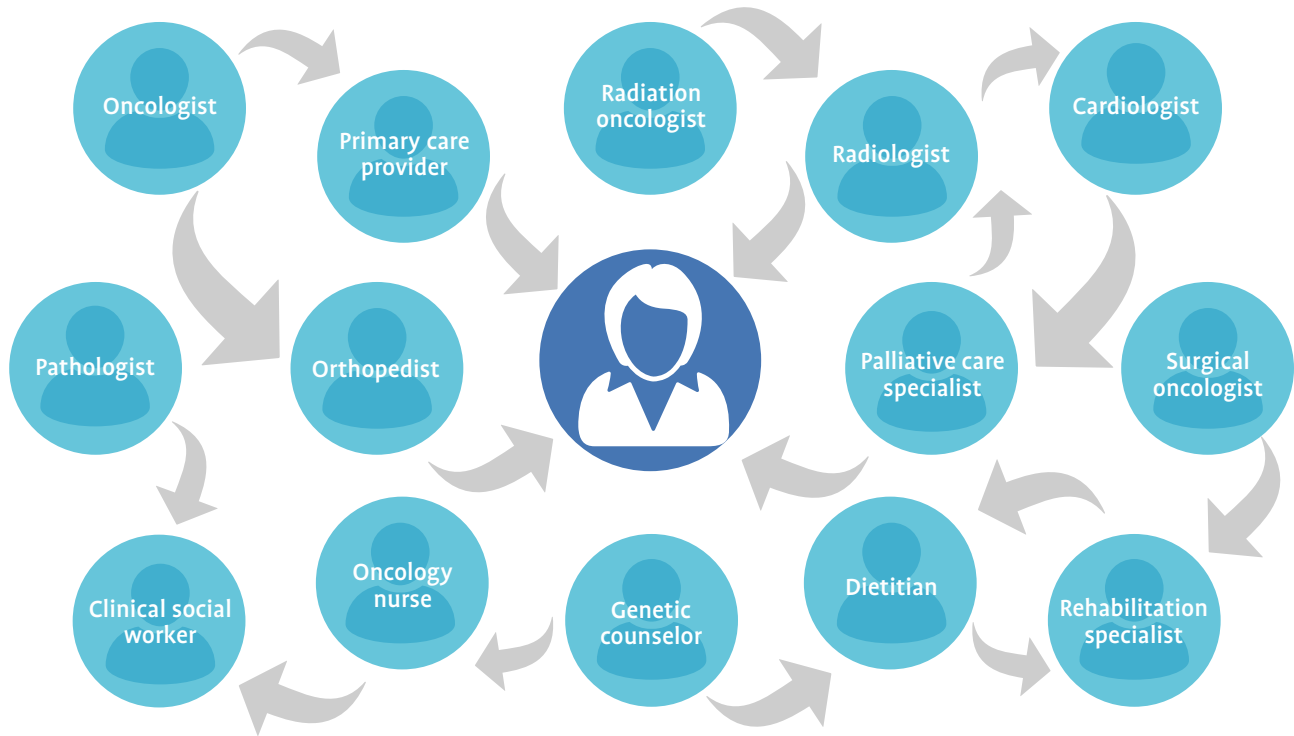 Oncologist
Primary care
provider
Radiation
oncologist
Radiologist
Cardiologist
Pathologist
Orthopedist
Palliative care
specialist
Surgical
oncologist
Clinical social
worker
Oncology
nurse
Genetic
counselor
Dietitian
Rehabilitation
specialist